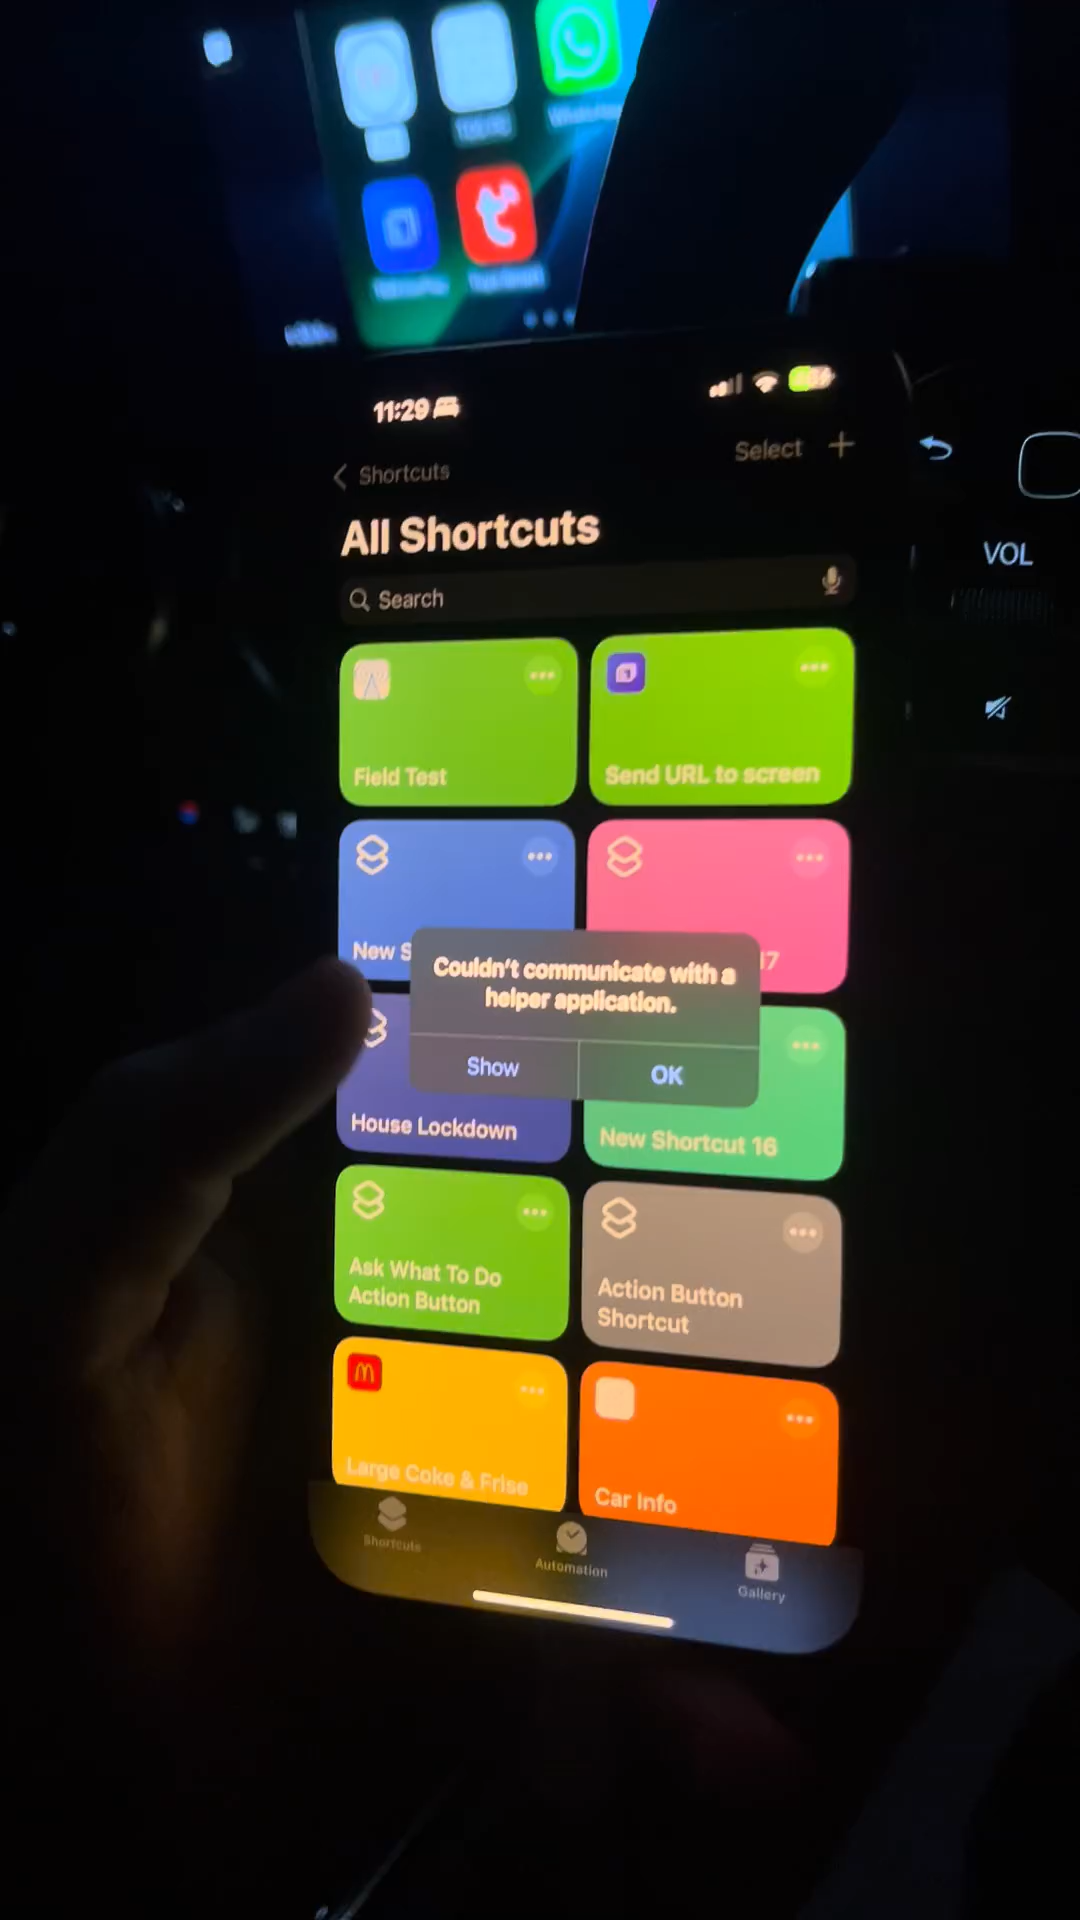 11:29
Shortcuts
Select
All Shortcuts
Search
VOL
Field Test
Send URL to screen
New S
17
Couldn't communicate with a
helper application.
Show
OK
House Lockdown
New Shortcut 16
Ask What To Do
Action Button
Action Button
Shortcut
Large Coke & Frise
Car Info
Shortcuts
Automation
Gallery